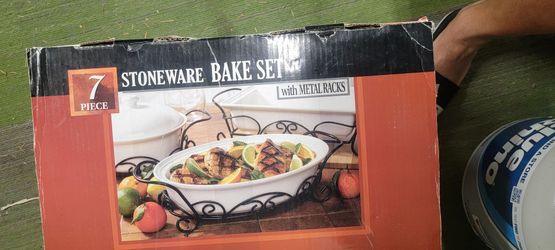 7
PIECE
STONEWARE BAKE SET
with METAL RACKS